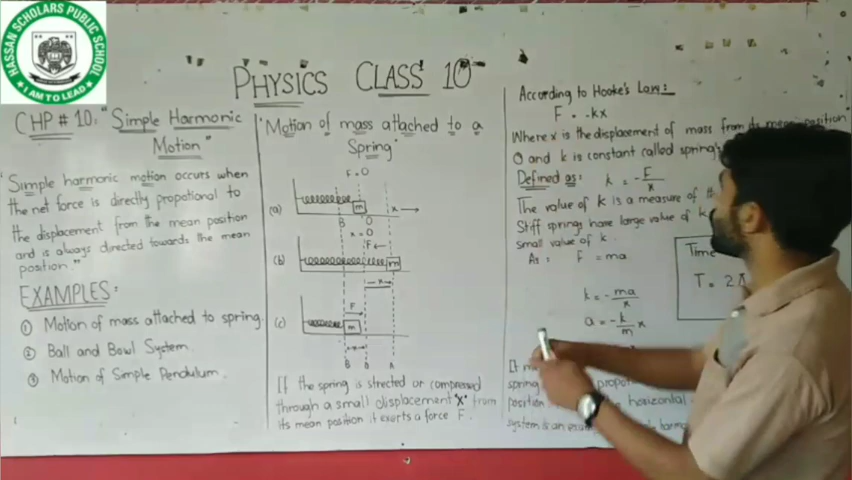 HASSAN SCHOLARS PUBLIC SCHOOL
I AM TO LEAD
PHYSICS CLASS 10
CHP # 10. "Simple Harmonic
Motion"
"Simple harmonic motion occurs when
the net force is directly propotional to
the displacement from the mean position
and is always directed towards the mean
position."
EXAMPLES:
① Motion of mass attached to spring.
② Ball and Bowl System.
③ Motion of Simple Pendulum.
"Motion of mass attached to a
Spring"
F = 0
(a)
m
x
B O
x = 0
F
(b)
m
x
F
(c)
m
x
B O A
If the spring is strected or compressed
through a small displacement "x" from
its mean position it exurts a force F.
According to Hooke's Law:
F = -kx
Where x is the displacement of mass from its mean position
O and k is constant called spring's
Defined as: k = -F/x
The value of k is a measure of
Stiff springs have large value of k
small value of k.
As: F = ma
k = -ma/x
a = -k/m x
Time
T = 2π
spring
position
horizontal
system is an